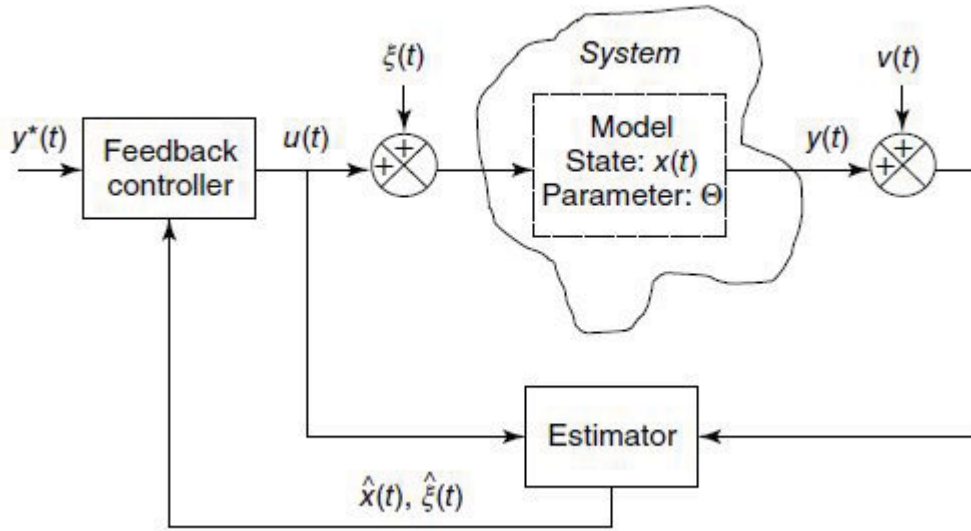 System
ξ(t)
v(t)
y*(t)
Feedback
controller
u(t)
+
+
Model
State: x(t)
Parameter: Θ
y(t)
+
+
Estimator
x̂(t), ξ̂(t)